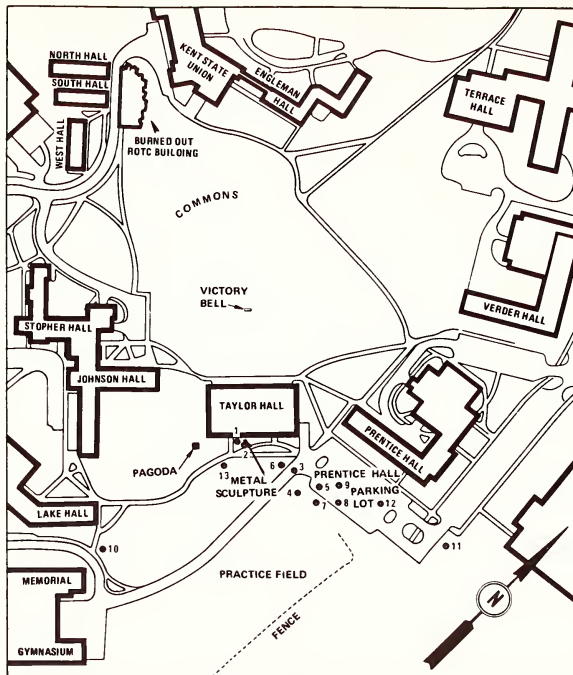 NORTH HALL
SOUTH HALL
WEST HALL
BURNED OUT
ROTC BUILDING
KENT STATE
UNION
ENGLEMAN
HALL
TERRACE
HALL
COMMONS
VICTORY
BELL
VERDER HALL
STOPHER HALL
JOHNSON HALL
TAYLOR HALL
PRENTICE HALL
PAGODA
1
2
13
METAL
SCULPTURE
6
3
4
PRENTICE HALL
5
9
PARKING
LOT
7
8
12
11
LAKE HALL
10
MEMORIAL
GYMNASIUM
PRACTICE FIELD
FENCE
N